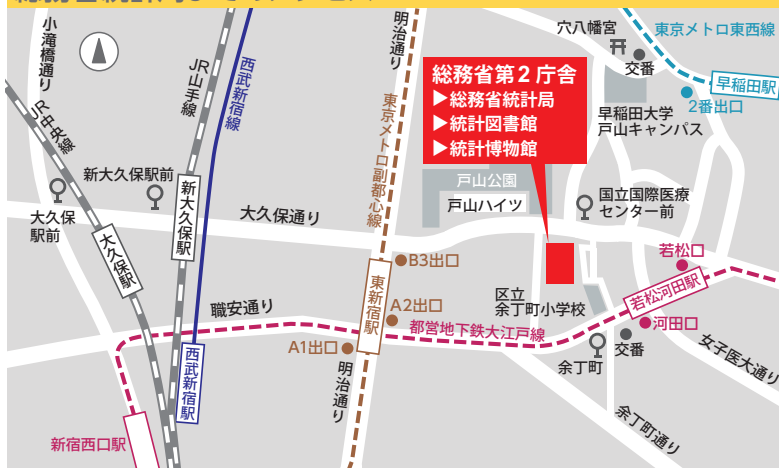 小滝橋通り
JR中央線
JR山手線
西武新宿線
明治通り
東京メトロ副都心線
穴八幡宮
交番
東京メトロ東西線
早稲田駅
2番出口
早稲田大学
戸山キャンパス
総務省第2庁舎
▶総務省統計局
▶統計図書館
▶統計博物館
戸山公園
戸山ハイツ
国立国際医療
センター前
新大久保駅前
大久保
駅前
新大久保駅
大久保駅
大久保通り
B3出口
東新宿駅
A2出口
A1出口
職安通り
都営地下鉄大江戸線
区立
余丁町小学校
若松口
若松河田駅
河田口
交番
余丁町
女子医大通り
余丁町通り
西武新宿駅
明治通り
新宿西口駅